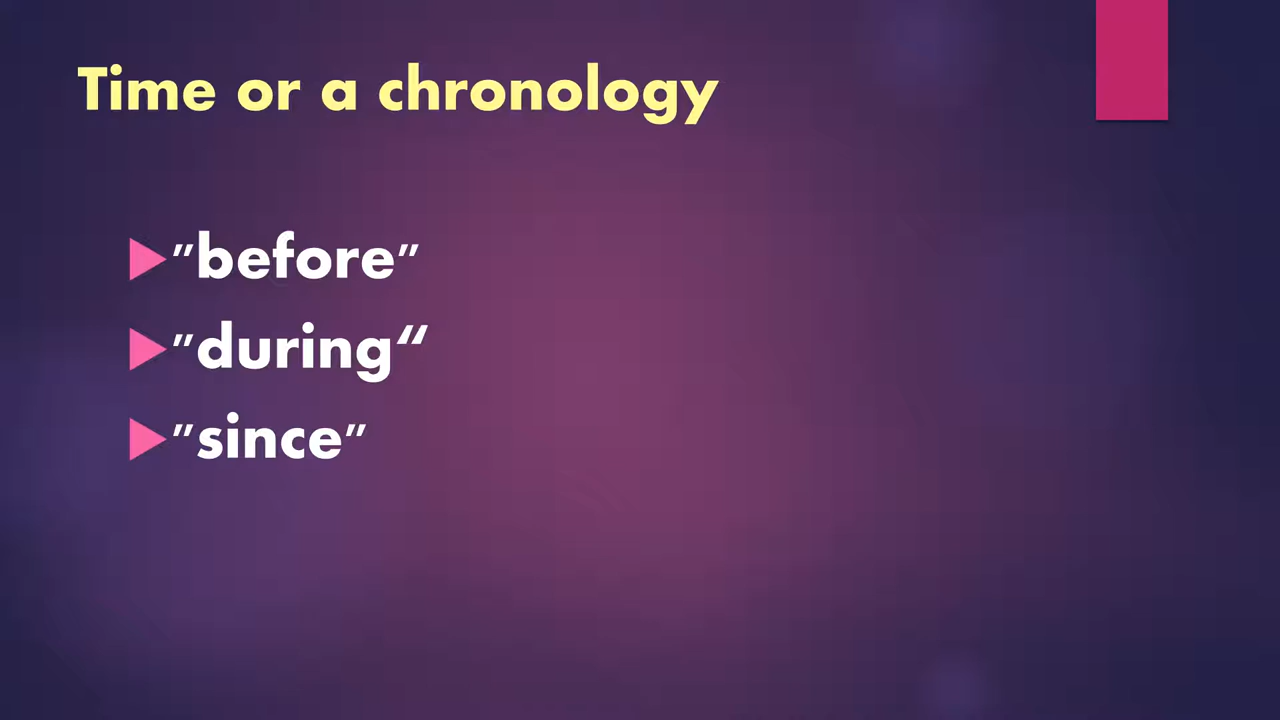 Time or a chronology
”before”
”during“
”since”